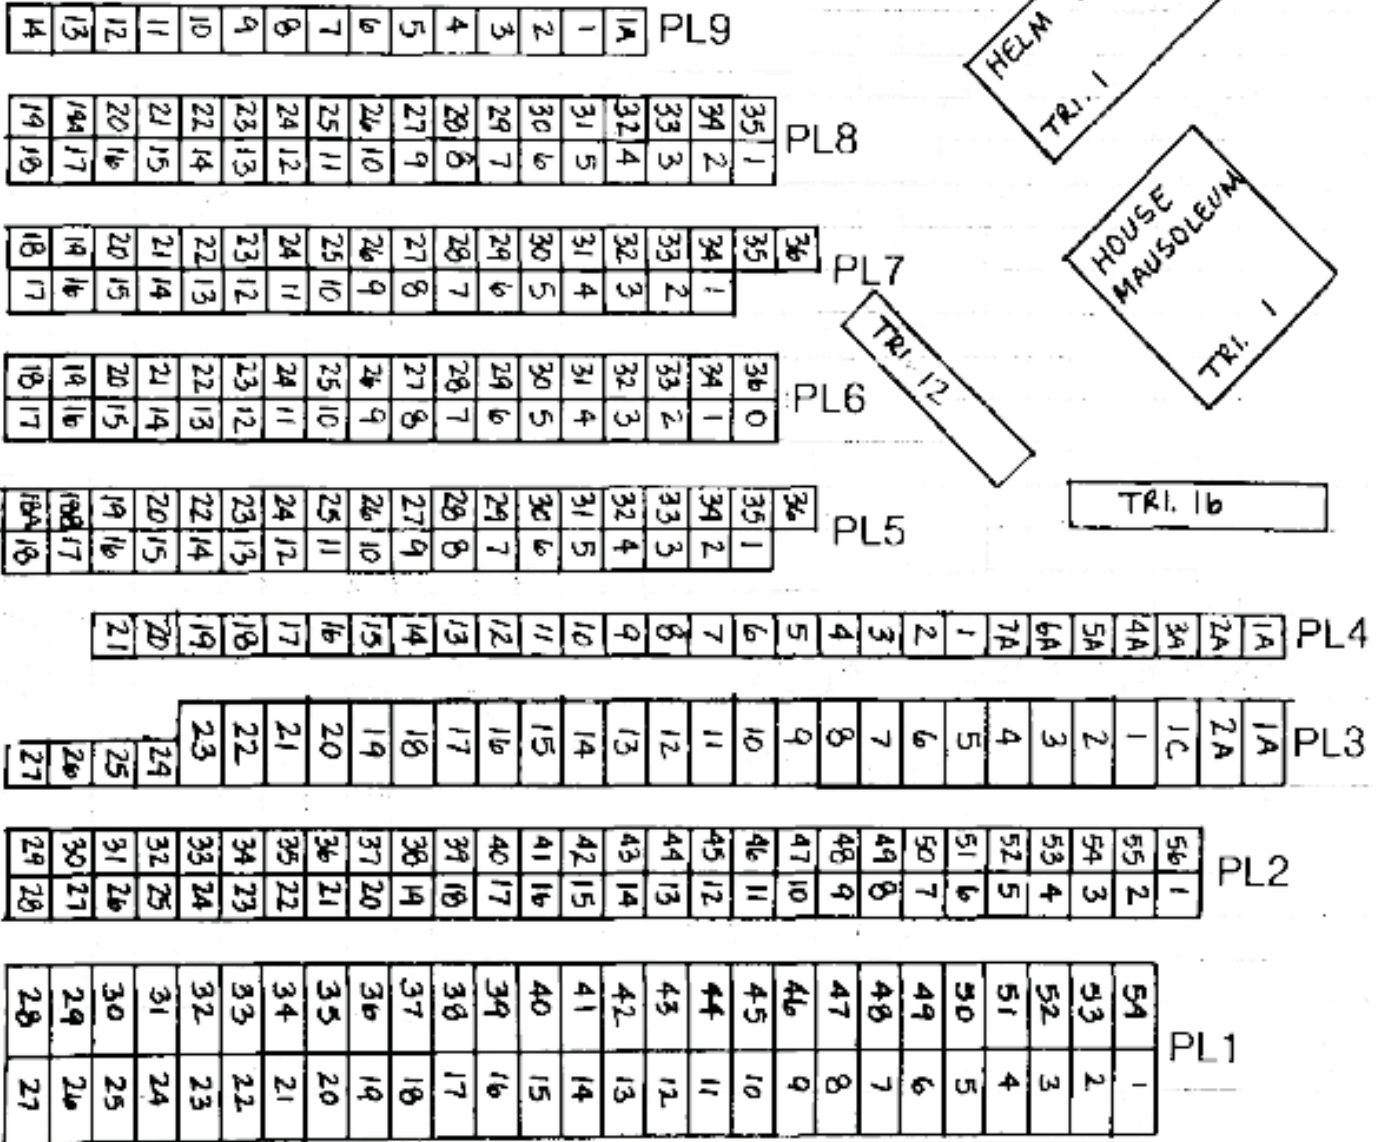 14 13 12 11 10 9 8 7 6 5 4 3 2 1 1A PL9
HELM
TRI. 1
19 18A 20 21 22 23 24 25 26 27 28 29 30 31 32 33 34 35
18 17 16 15 14 13 12 11 10 9 8 7 6 5 4 3 2 1
PL8
HOUSE
MAUSOLEUM
TRI. 1
18 19 20 21 22 23 24 25 26 27 28 29 30 31 32 33 34 35 36
17 16 15 14 13 12 11 10 9 8 7 6 5 4 3 2 1
PL7
TRI. 12
18 19 20 21 22 23 24 25 26 27 28 29 30 31 32 33 34 36
17 16 15 14 13 12 11 10 9 8 7 6 5 4 3 2 1 0
PL6
18A 18B 19 20 22 23 24 25 26 27 28 29 30 31 32 33 34 35 36
18 17 16 15 14 13 12 11 10 9 8 7 6 5 4 3 2 1
PL5
TRI. 16
21 20 19 18 17 16 15 14 13 12 11 10 9 8 7 6 5 4 3 2 1 7A 6A 5A 4A 3A 2A 1A PL4
27 26 25 24 23 22 21 20 19 18 17 16 15 14 13 12 11 10 9 8 7 6 5 4 3 2 1 1C 2A 1A PL3
29 30 31 32 33 34 35 36 37 38 39 40 41 42 43 44 45 46 47 48 49 50 51 52 53 54 55 56
28 27 26 25 24 23 22 21 20 19 18 17 16 15 14 13 12 11 10 9 8 7 6 5 4 3 2 1
PL2
28 29 30 31 32 33 34 35 36 37 38 39 40 41 42 43 44 45 46 47 48 49 50 51 52 53 54
27 26 25 24 23 22 21 20 19 18 17 16 15 14 13 12 11 10 9 8 7 6 5 4 3 2 1
PL1